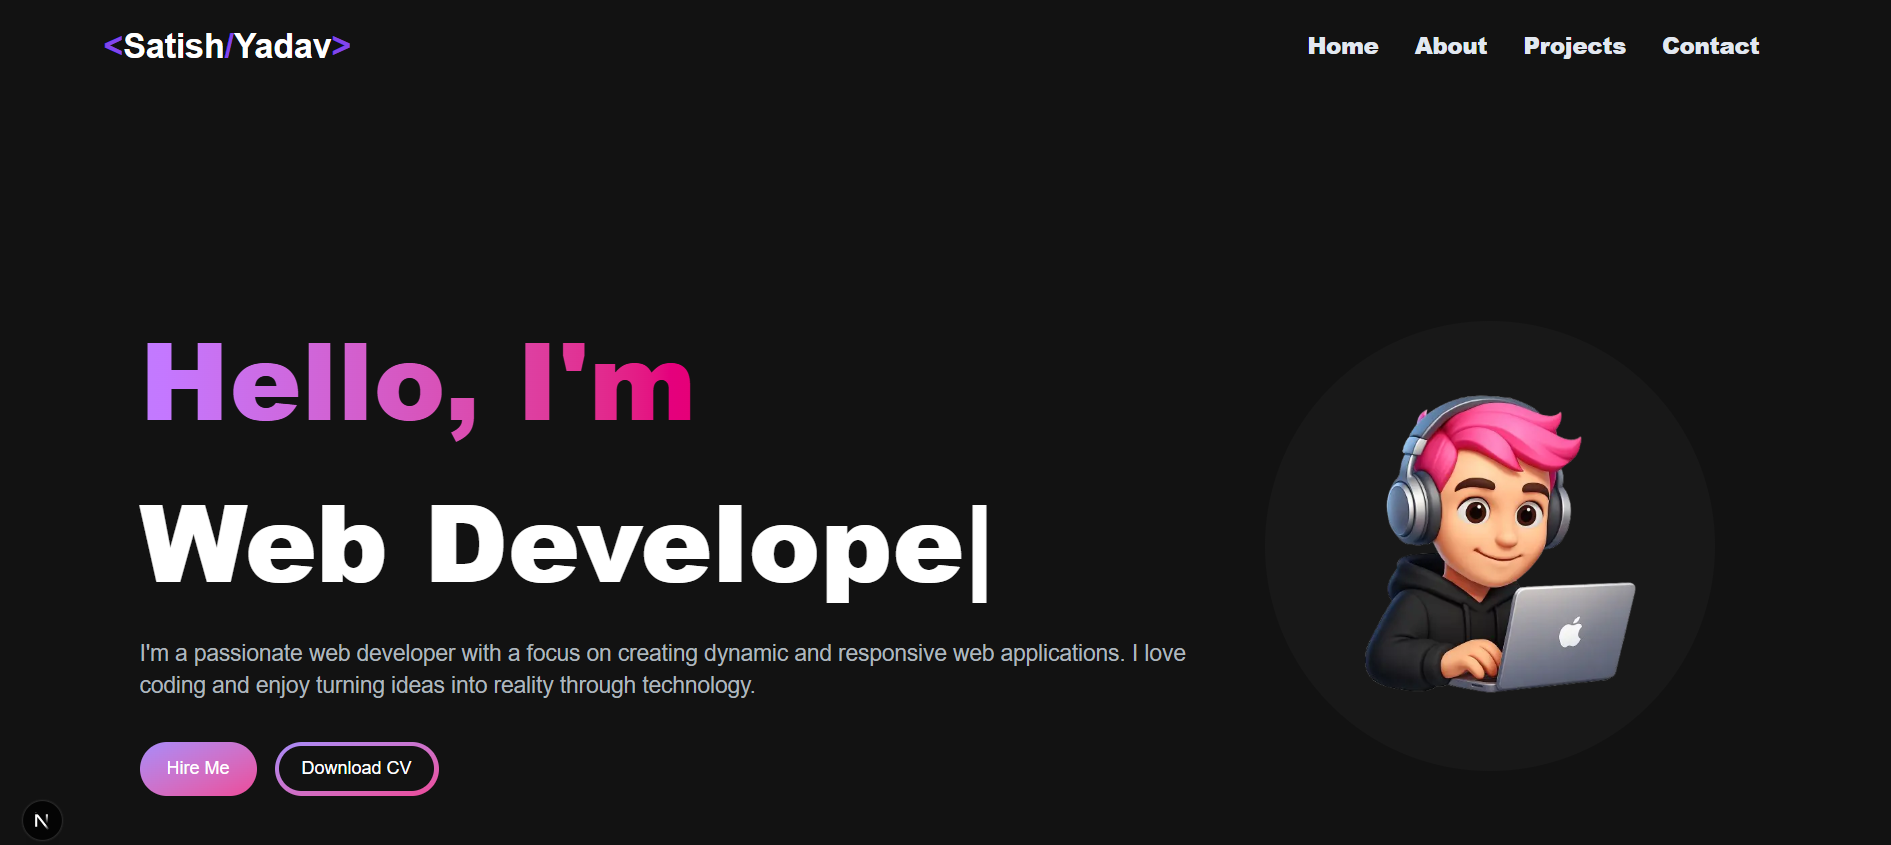 <Satish/Yadav>
Home About Projects Contact
Hello, I'm
Web Develope|
I'm a passionate web developer with a focus on creating dynamic and responsive web applications. I love
coding and enjoy turning ideas into reality through technology.
Hire Me Download CV
N